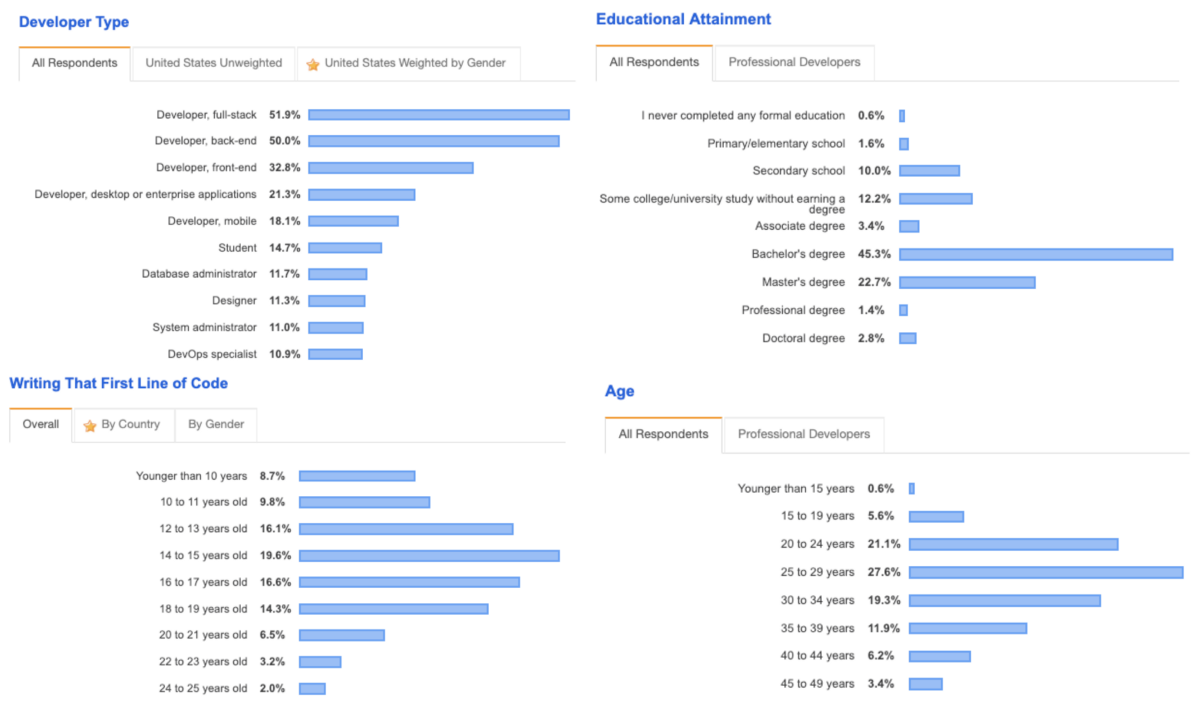 Developer Type
All Respondents United States Unweighted United States Weighted by Gender
Developer, full-stack 51.9%
Developer, back-end 50.0%
Developer, front-end 32.8%
Developer, desktop or enterprise applications 21.3%
Developer, mobile 18.1%
Student 14.7%
Database administrator 11.7%
Designer 11.3%
System administrator 11.0%
DevOps specialist 10.9%
Educational Attainment
All Respondents Professional Developers
I never completed any formal education 0.6%
Primary/elementary school 1.6%
Secondary school 10.0%
Some college/university study without earning a 12.2%
degree
Associate degree 3.4%
Bachelor's degree 45.3%
Master's degree 22.7%
Professional degree 1.4%
Doctoral degree 2.8%
Writing That First Line of Code
Overall By Country By Gender
Younger than 10 years 8.7%
10 to 11 years old 9.8%
12 to 13 years old 16.1%
14 to 15 years old 19.6%
16 to 17 years old 16.6%
18 to 19 years old 14.3%
20 to 21 years old 6.5%
22 to 23 years old 3.2%
24 to 25 years old 2.0%
Age
All Respondents Professional Developers
Younger than 15 years 0.6%
15 to 19 years 5.6%
20 to 24 years 21.1%
25 to 29 years 27.6%
30 to 34 years 19.3%
35 to 39 years 11.9%
40 to 44 years 6.2%
45 to 49 years 3.4%